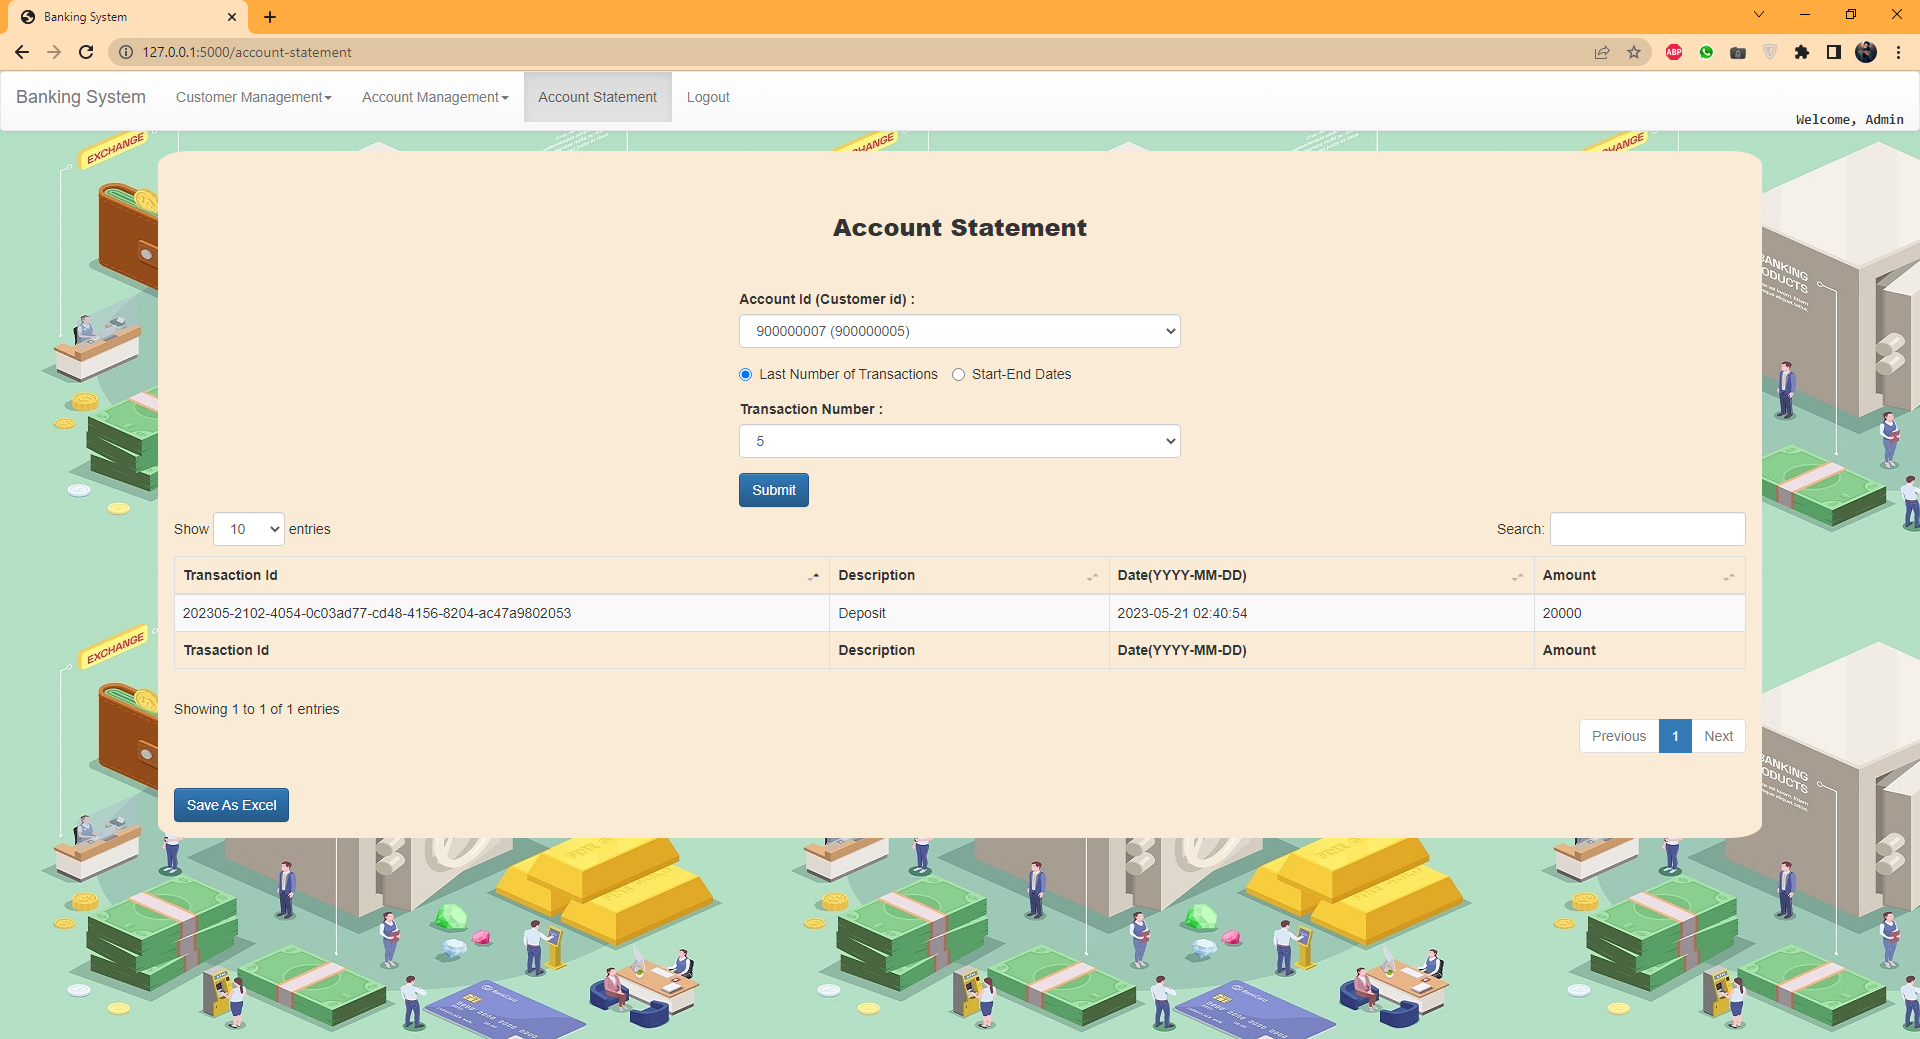 Banking System
127.0.0.1:5000/account-statement
ABP
Banking System Customer Management Account Management Account Statement Logout
Welcome, Admin
EXCHANGE
BANKING
PRODUCTS
Account Statement
Account Id (Customer id) :
900000007 (900000005)
Last Number of Transactions Start-End Dates
Transaction Number :
5
Submit
Show 10 entries Search:
Transaction Id Description Date(YYYY-MM-DD) Amount
202305-2102-4054-0c03ad77-cd48-4156-8204-ac47a9802053 Deposit 2023-05-21 02:40:54 20000
Trasaction Id Description Date(YYYY-MM-DD) Amount
EXCHANGE
Showing 1 to 1 of 1 entries
Previous 1 Next
Save As Excel